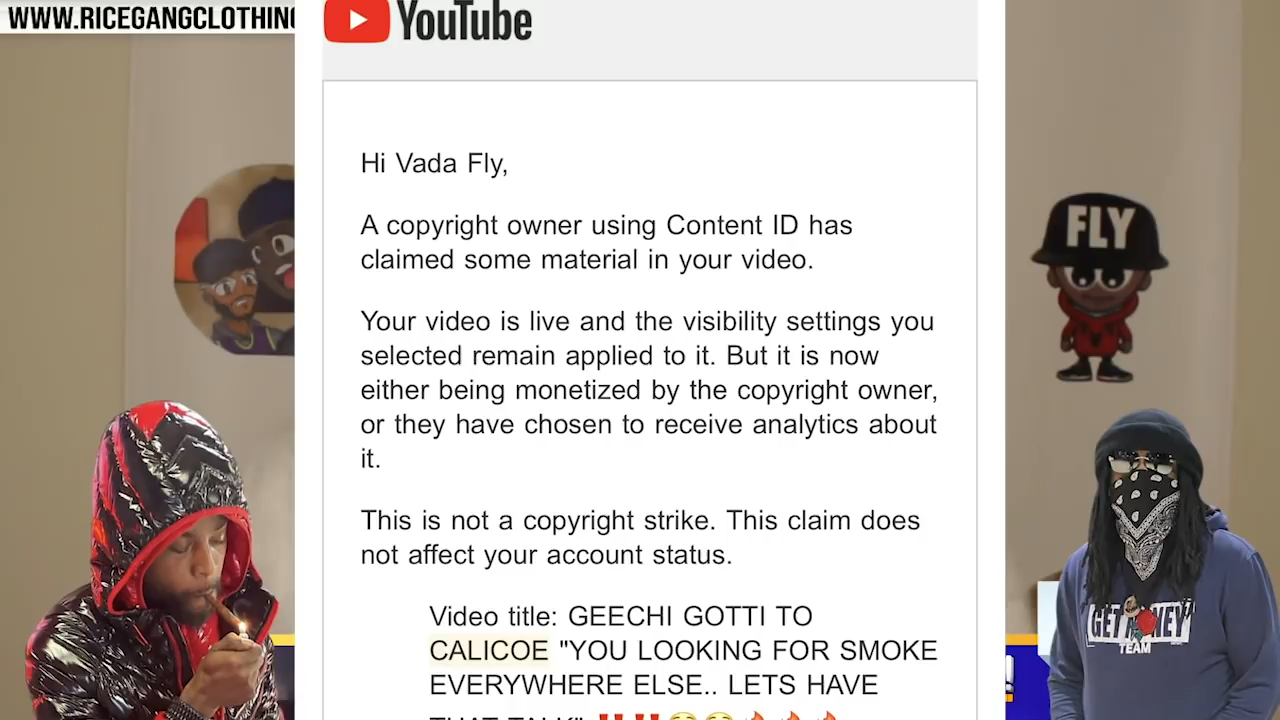 WWW.RICEGANGCLOTHING
YouTube
Hi Vada Fly,
A copyright owner using Content ID has
claimed some material in your video.
Your video is live and the visibility settings you
selected remain applied to it. But it is now
either being monetized by the copyright owner,
or they have chosen to receive analytics about
it.
This is not a copyright strike. This claim does
not affect your account status.
Video title: GEECHI GOTTI TO
CALICOE "YOU LOOKING FOR SMOKE
EVERYWHERE ELSE.. LETS HAVE
THAT TALK" ‼️‼️
FLY
GET MONEY
TEAM
!